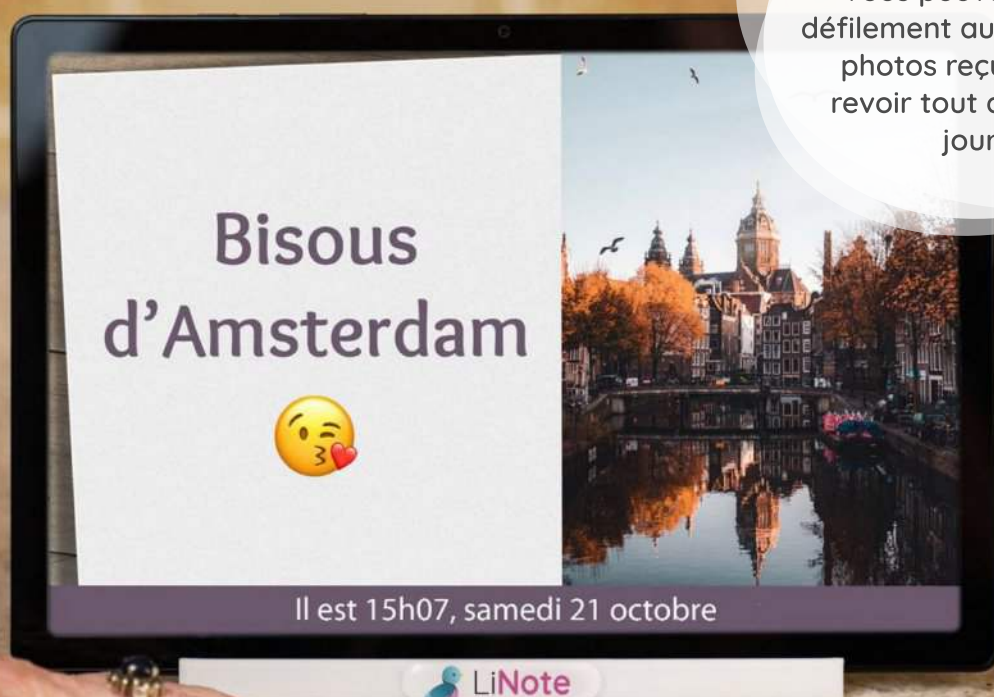 défilement au
photos reçu
revoir tout
jour
Bisous
d'Amsterdam
Il est 15h07, samedi 21 octobre
LiNote